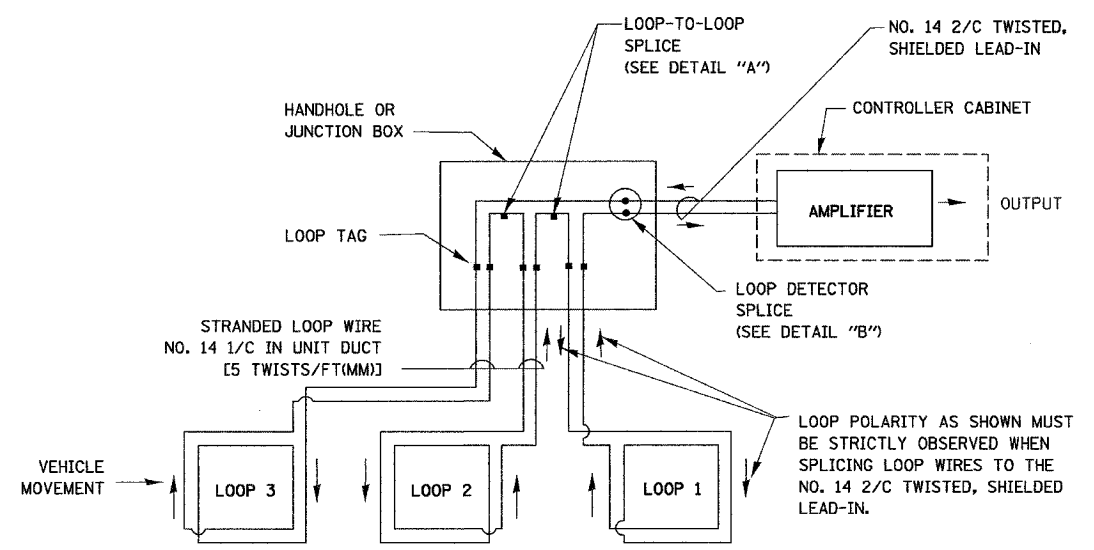 LOOP-TO-LOOP
SPLICE
(SEE DETAIL "A")
NO. 14 2/C TWISTED,
SHIELDED LEAD-IN
HANDHOLE OR
JUNCTION BOX
CONTROLLER CABINET
AMPLIFIER
OUTPUT
LOOP TAG
LOOP DETECTOR
SPLICE
(SEE DETAIL "B")
STRANDED LOOP WIRE
NO. 14 1/C IN UNIT DUCT
[5 TWISTS/FT(MM)]
LOOP POLARITY AS SHOWN MUST
BE STRICTLY OBSERVED WHEN
SPLICING LOOP WIRES TO THE
NO. 14 2/C TWISTED, SHIELDED
LEAD-IN.
VEHICLE
MOVEMENT
LOOP 3
LOOP 2
LOOP 1